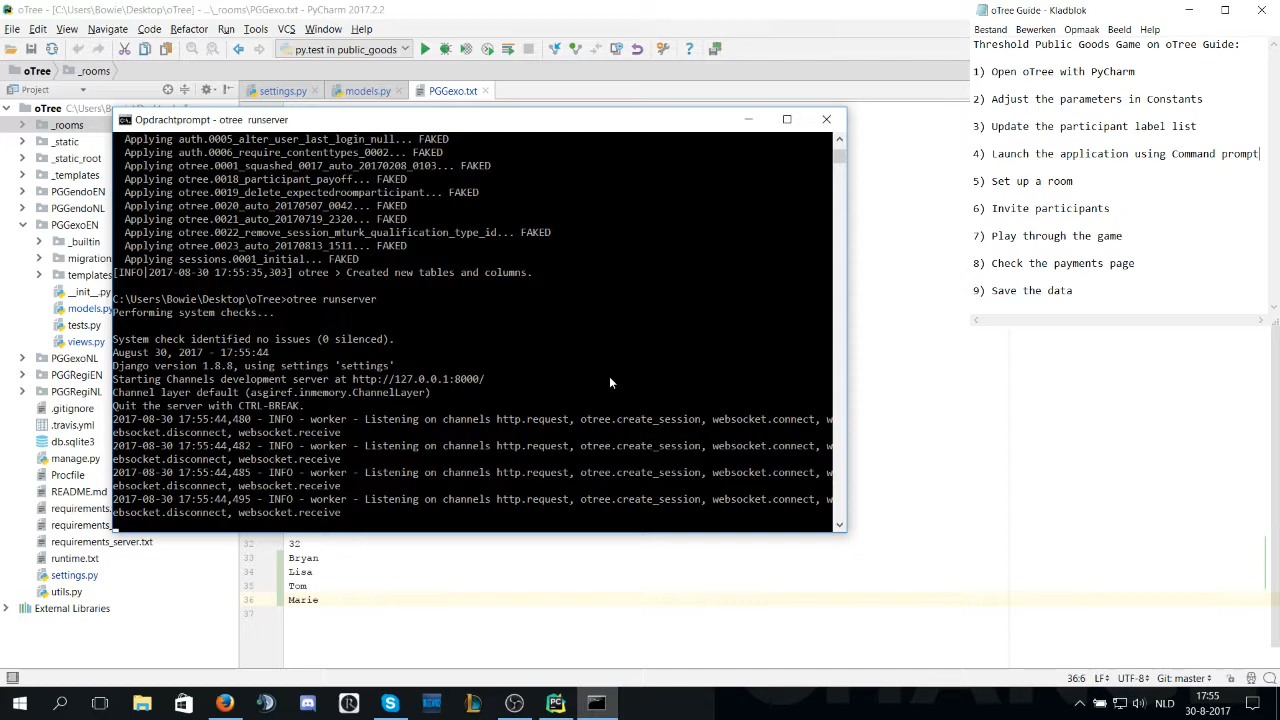 oTree - [C:\Users\Bowie\Desktop\oTree] - ...\_rooms\PGGexo.txt - PyCharm 2017.2.2
File Edit View Navigate Code Refactor Run Tools VCS Window Help
py.test in public_goods
oTree _rooms
Project
settings.py
models.py
PGGexo.txt
oTree C:\Users\Bowie\Desktop\oTree
_rooms
_static
_static_root
_templates
PGGendoEN
PGGendoNL
PGGexoEN
_builtin
migration
templates
__init__.py
models.py
tests.py
views.py
PGGexoNL
PGGRegiEN
PGGRegiNL
.gitignore
.travis.yml
db.sqlite3
manage.py
Procfile
README.md
requirements.
requirements_
requirements_server.txt
runtime.txt
settings.py
utils.py
External Libraries
Opdrachtprompt - otree runserver
Applying auth.0005_alter_user_last_login_null... FAKED
Applying auth.0006_require_contenttypes_0002... FAKED
Applying otree.0001_squashed_0017_auto_20170208_0103... FAKED
Applying otree.0018_participant_payoff... FAKED
Applying otree.0019_delete_expectedroomparticipant... FAKED
Applying otree.0020_auto_20170507_0042... FAKED
Applying otree.0021_auto_20170719_2320... FAKED
Applying otree.0022_remove_session_mturk_qualification_type_id... FAKED
Applying otree.0023_auto_20170813_1511... FAKED
Applying sessions.0001_initial... FAKED
[INFO|2017-08-30 17:55:35,303] otree > Created new tables and columns.
C:\Users\Bowie\Desktop\oTree>otree runserver
Performing system checks...
System check identified no issues (0 silenced).
August 30, 2017 - 17:55:44
Django version 1.8.8, using settings 'settings'
Starting Channels development server at http://127.0.0.1:8000/
Channel layer default (asgiref.inmemory.ChannelLayer)
Quit the server with CTRL-BREAK.
2017-08-30 17:55:44,480 - INFO - worker - Listening on channels http.request, otree.create_session, websocket.connect, w
ebsocket.disconnect, websocket.receive
2017-08-30 17:55:44,482 - INFO - worker - Listening on channels http.request, otree.create_session, websocket.connect, w
ebsocket.disconnect, websocket.receive
2017-08-30 17:55:44,485 - INFO - worker - Listening on channels http.request, otree.create_session, websocket.connect, w
ebsocket.disconnect, websocket.receive
2017-08-30 17:55:44,495 - INFO - worker - Listening on channels http.request, otree.create_session, websocket.connect, w
ebsocket.disconnect, websocket.receive
32 32
33 Bryan
34 Lisa
35 Tom
36 Marie
37
oTree Guide - Kladblok
Bestand Bewerken Opmaak Beeld Help
Threshold Public Goods Game on oTree Guide:
1) Open oTree with PyCharm
2) Adjust the parameters in Constants
3) Update the participant label list
4) Launch the application using Command prompt
5) Set up a room
6) Invite participants
7) Play through the game
8) Check the payments page
9) Save the data
36:6 LF÷ UTF-8÷ Git: master÷
NLD
17:55
30-8-2017